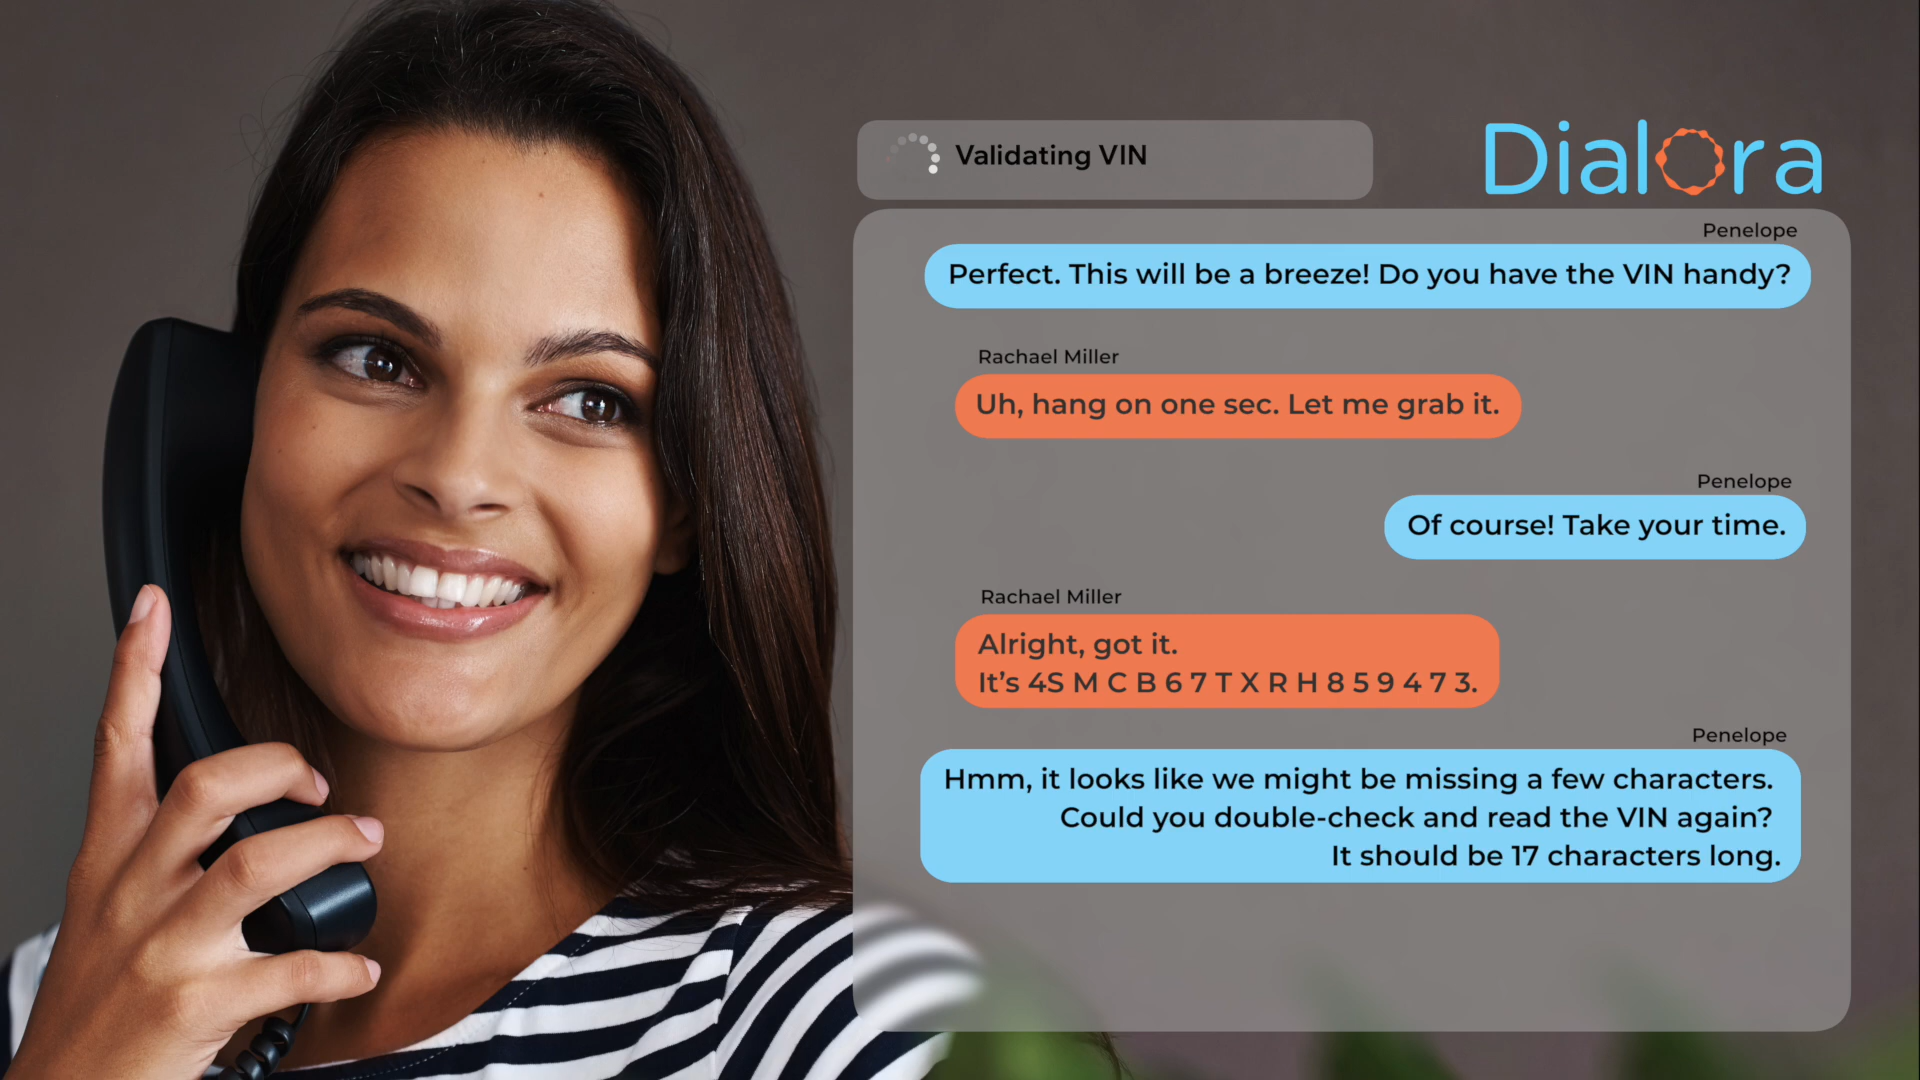 Validating VIN
Dialora
Penelope
Perfect. This will be a breeze! Do you have the VIN handy?
Rachael Miller
Uh, hang on one sec. Let me grab it.
Penelope
Of course! Take your time.
Rachael Miller
Alright, got it.
It’s 4S M C B 6 7 T X R H 8 5 9 4 7 3.
Penelope
Hmm, it looks like we might be missing a few characters.
Could you double-check and read the VIN again?
It should be 17 characters long.